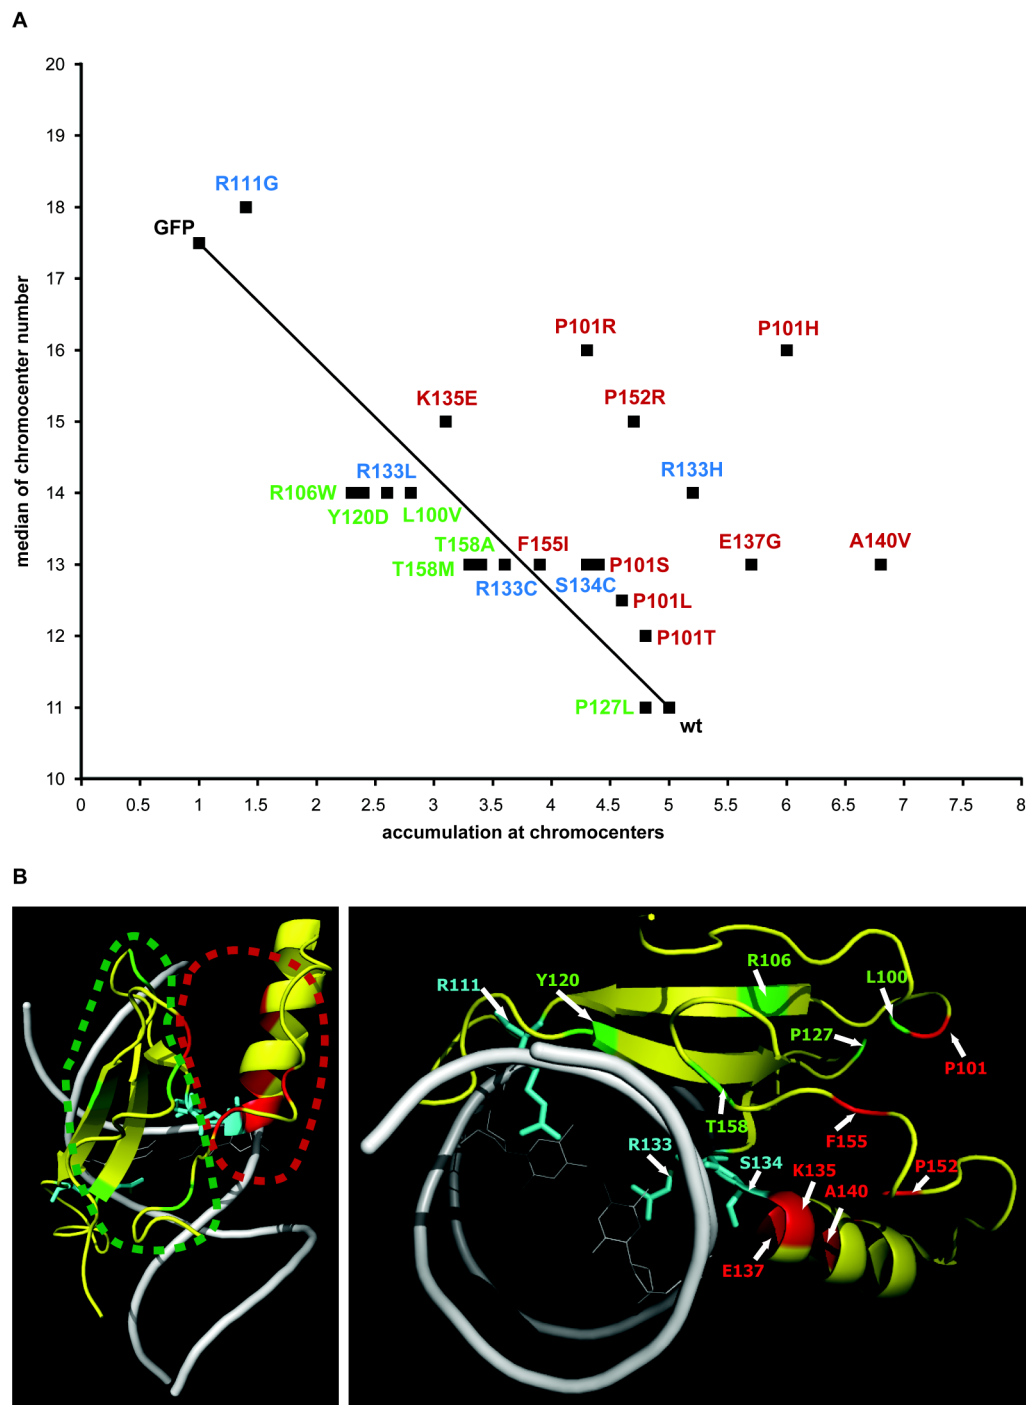 A
20
19
18
17
16
15
14
13
12
11
10
median of chromocenter number
R111G
GFP
P101R
P101H
K135E
P152R
R133L
R133H
R106W
Y120D
L100V
T158A
F155I
E137G
A140V
T158M
P101S
R133C
S134C
P101L
P101T
P127L
wt
0 0.5 1 1.5 2 2.5 3 3.5 4 4.5 5 5.5 6 6.5 7 7.5 8
accumulation at chromocenters
B
R106
Y120
L100
R111
P127
P101
T158
F155
R133
S134
K135
P152
A140
E137